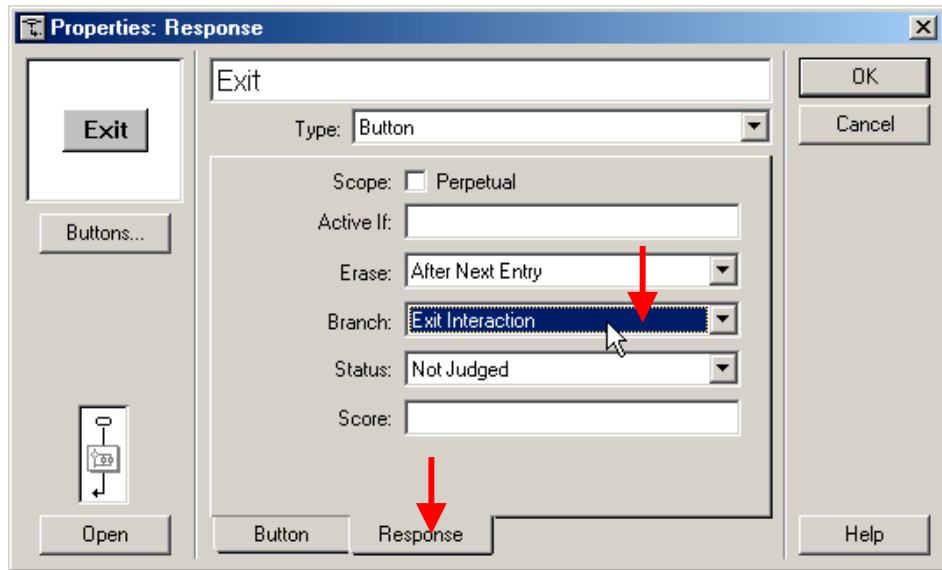 Properties: Response
Exit
Exit
Type: Button
Buttons...
Scope: Perpetual
Active If:
Erase: After Next Entry
Branch: Exit Interaction
Status: Not Judged
Score:
Open
Button Response
OK
Cancel
Help